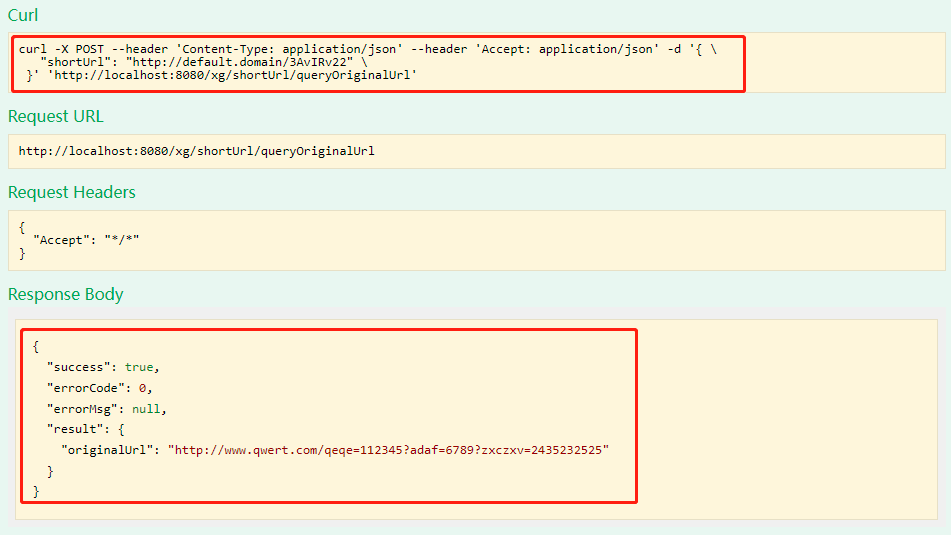 Curl
curl -X POST --header 'Content-Type: application/json' --header 'Accept: application/json' -d '{ \
"shortUrl": "http://default.domain/3AvIRv22" \
}' 'http://localhost:8080/xg/shortUrl/queryOriginalUrl'
Request URL
http://localhost:8080/xg/shortUrl/queryOriginalUrl
Request Headers
{
"Accept": "*/*"
}
Response Body
{
"success": true,
"errorCode": 0,
"errorMsg": null,
"result": {
"originalUrl": "http://www.qwert.com/qeqe=112345?adaf=6789?zxczxv=2435232525"
}
}